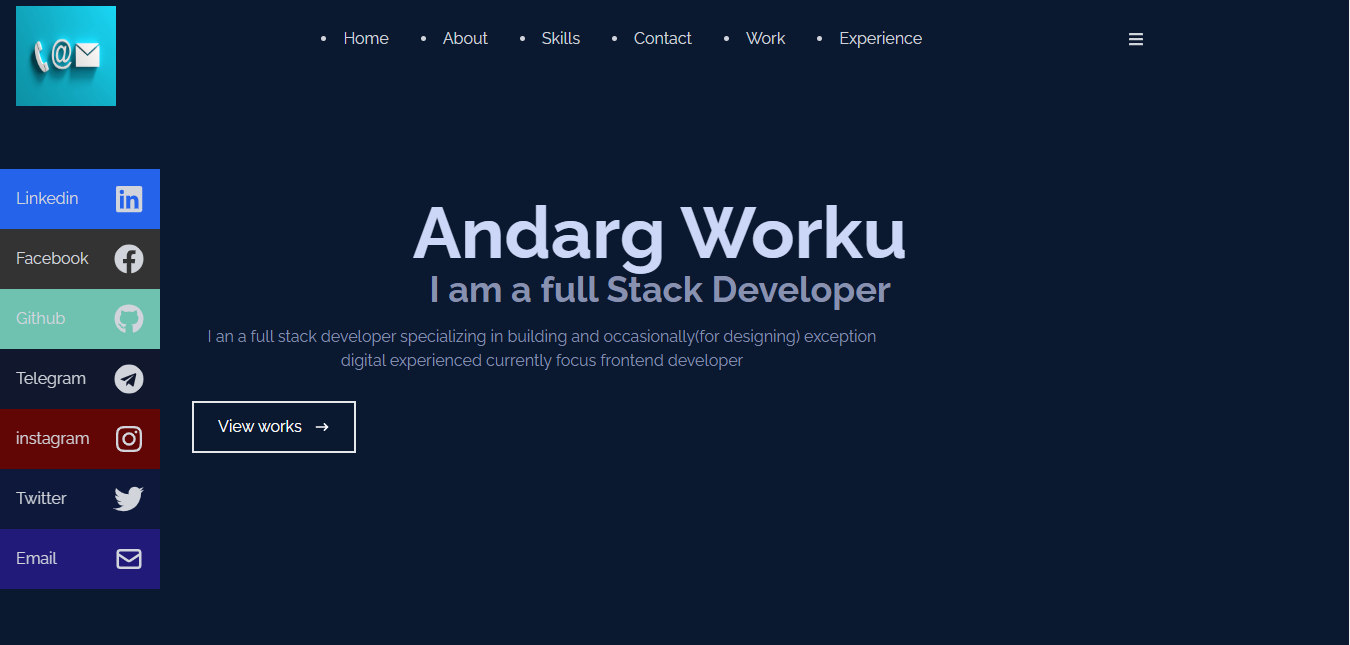 @
Home About Skills Contact Work Experience
Linkedin
Facebook
Github
Telegram
instagram
Twitter
Email
Andarg Worku
I am a full Stack Developer
I an a full stack developer specializing in building and occasionally(for designing) exception
digital experienced currently focus frontend developer
View works →